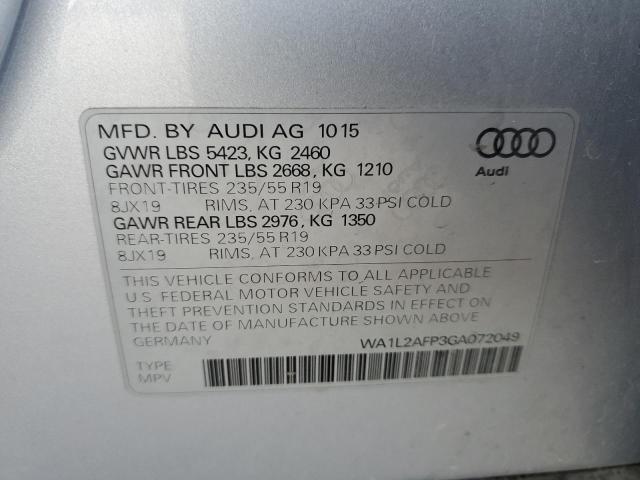 MFD. BY AUDI AG 1015
GVWR LBS 5423, KG 2460
GAWR FRONT LBS 2668, KG 1210
FRONT-TIRES 235/55 R19
8JX19 RIMS, AT 230 KPA 33 PSI COLD
GAWR REAR LBS 2976, KG 1350
REAR-TIRES 235/55 R19
8JX19 RIMS, AT 230 KPA 33 PSI COLD
Audi
THIS VEHICLE CONFORMS TO ALL APPLICABLE
U.S. FEDERAL MOTOR VEHICLE SAFETY AND
THEFT PREVENTION STANDARDS IN EFFECT ON
THE DATE OF MANUFACTURE SHOWN ABOVE.
GERMANY WA1L2AFP3GA072049
TYPE
MPV